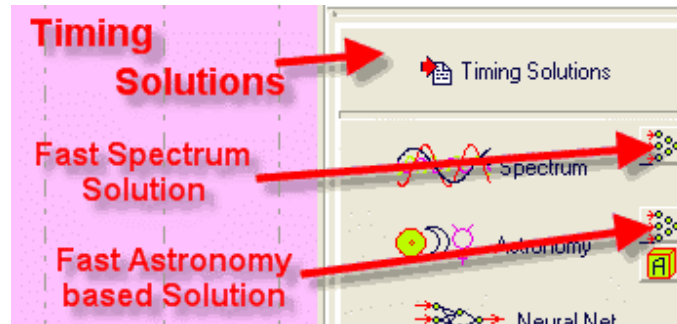 Timing
Solutions
Timing Solutions
Fast Spectrum
Solution
Spectrum
Fast Astronomy
based Solution
Astronomy
A
Neural Net